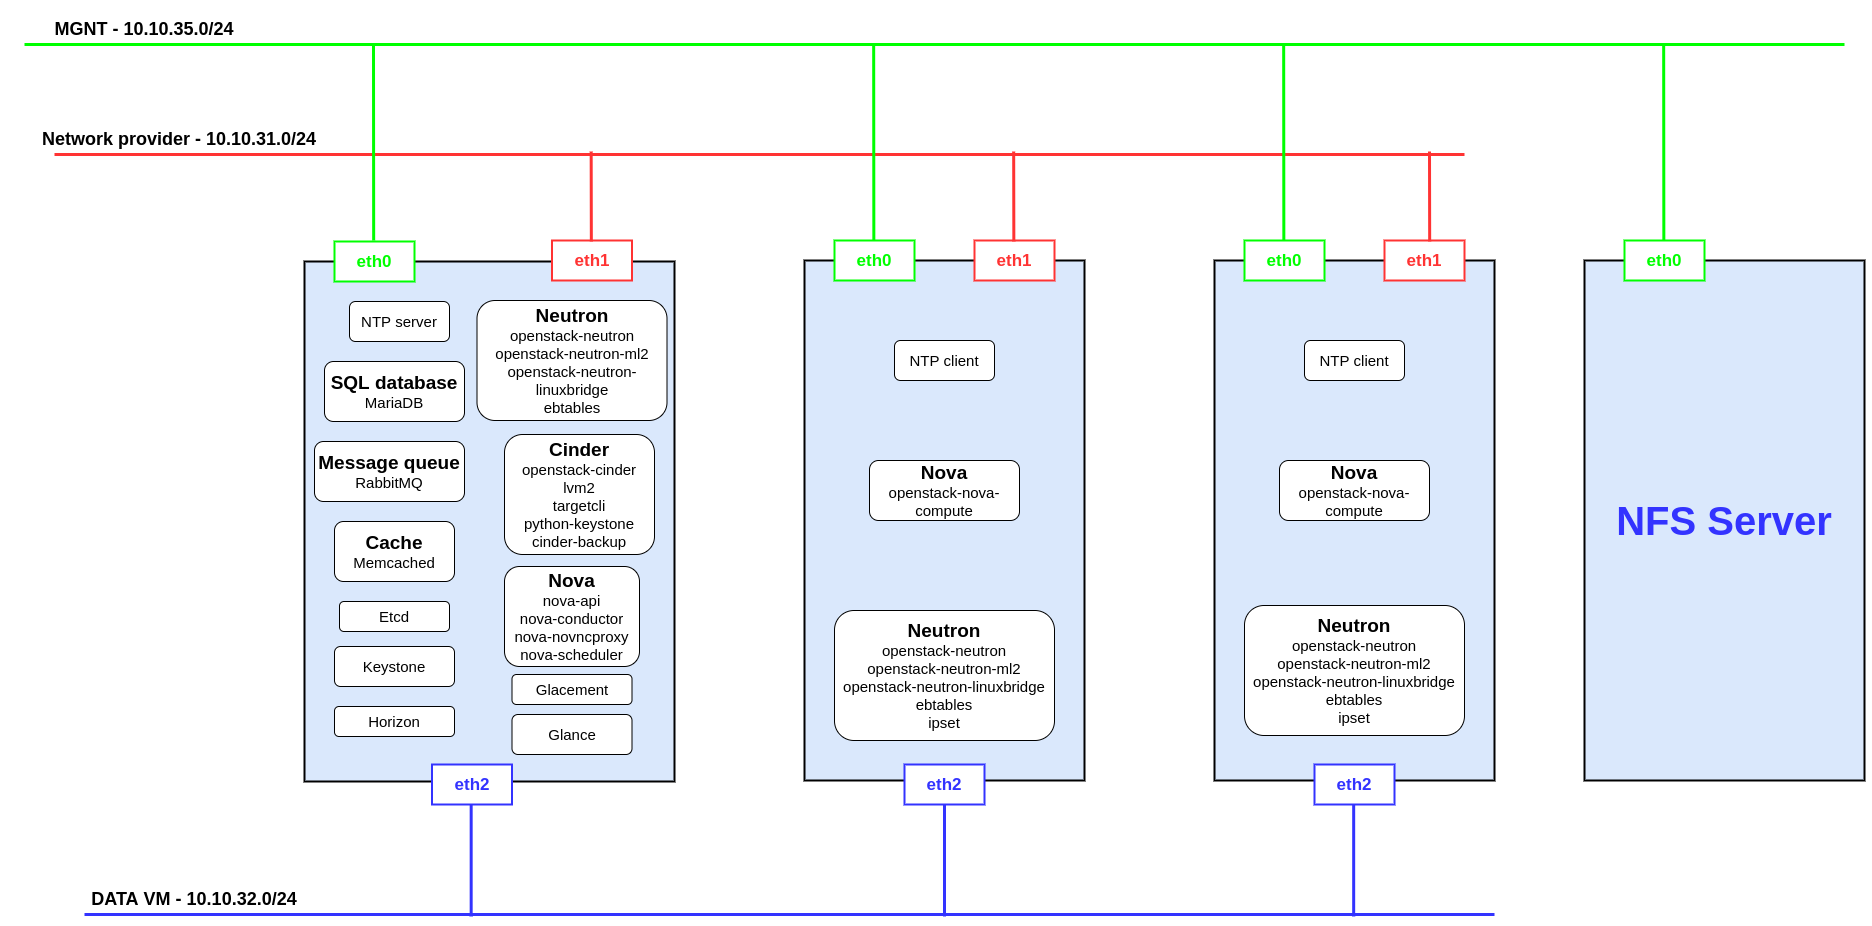 MGNT - 10.10.35.0/24
Network provider - 10.10.31.0/24
eth0
eth1
NTP server
SQL database
MariaDB
Message queue
RabbitMQ
Cache
Memcached
Etcd
Keystone
Horizon
Neutron
openstack-neutron
openstack-neutron-ml2
openstack-neutron-
linuxbridge
ebtables
Cinder
openstack-cinder
lvm2
targetcli
python-keystone
cinder-backup
Nova
nova-api
nova-conductor
nova-novncproxy
nova-scheduler
Glacement
Glance
eth2
eth0
eth1
NTP client
Nova
openstack-nova-
compute
Neutron
openstack-neutron
openstack-neutron-ml2
openstack-neutron-linuxbridge
ebtables
ipset
eth2
eth0
eth1
NTP client
Nova
openstack-nova-
compute
Neutron
openstack-neutron
openstack-neutron-ml2
openstack-neutron-linuxbridge
ebtables
ipset
eth2
eth0
NFS Server
DATA VM - 10.10.32.0/24